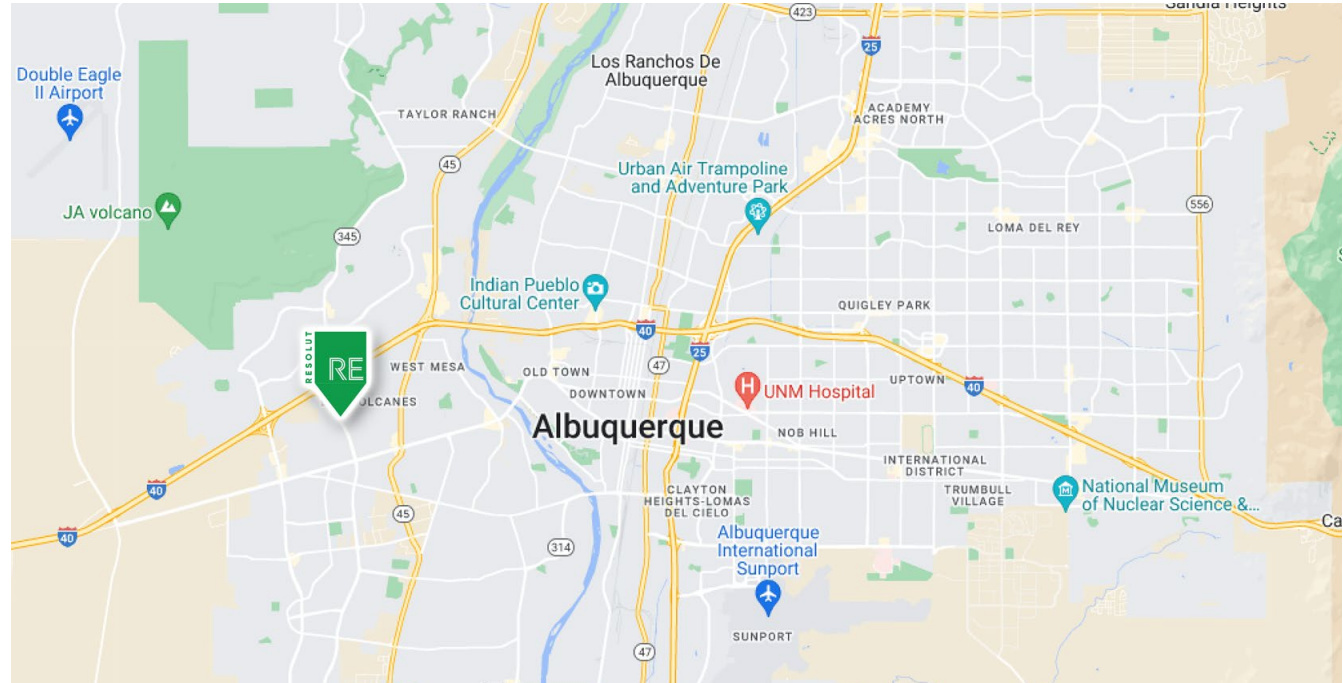 Sandia Heights
423
25
Los Ranchos De
Albuquerque
Double Eagle
II Airport
TAYLOR RANCH
ACADEMY
ACRES NORTH
45
Urban Air Trampoline
and Adventure Park
JA volcano
556
345
LOMA DEL REY
Indian Pueblo
Cultural Center
QUIGLEY PARK
40
25
RESOLUT
RE
WEST MESA
OLD TOWN
47
UPTOWN
40
DOWNTOWN
H
UNM Hospital
OLCANES
Albuquerque
NOB HILL
INTERNATIONAL
DISTRICT
40
CLAYTON
HEIGHTS-LOMAS
DEL CIELO
TRUMBULL
VILLAGE
National Museum
of Nuclear Science &...
45
Ca
40
314
Albuquerque
International
Sunport
SUNPORT
47